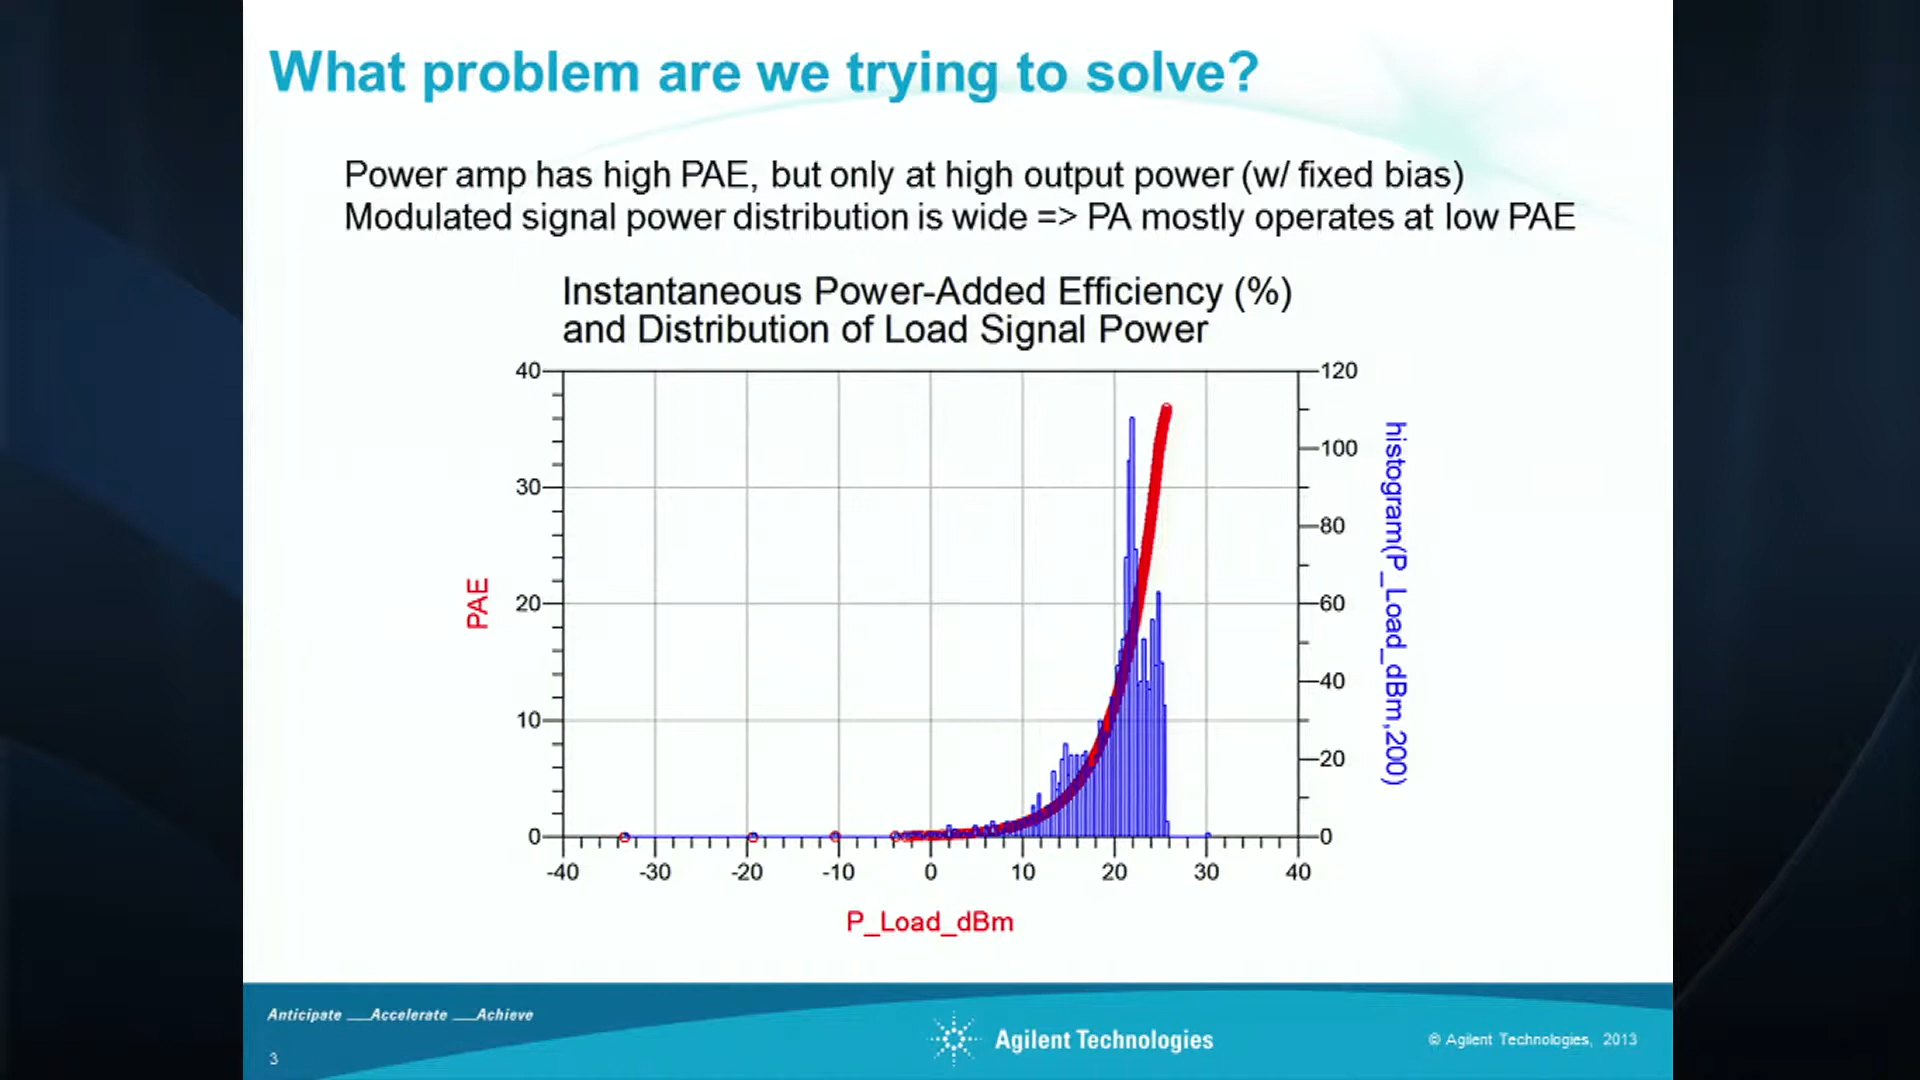 What problem are we trying to solve?
Power amp has high PAE, but only at high output power (w/ fixed bias)
Modulated signal power distribution is wide => PA mostly operates at low PAE
Instantaneous Power-Added Efficiency (%)
and Distribution of Load Signal Power
40
30
20
10
0
PAE
120
100
80
60
40
20
0
histogram(P_Load_dBm,200)
-40 -30 -20 -10 0 10 20 30 40
P_Load_dBm
Anticipate __Accelerate __Achieve
Agilent Technologies
© Agilent Technologies, 2013
3